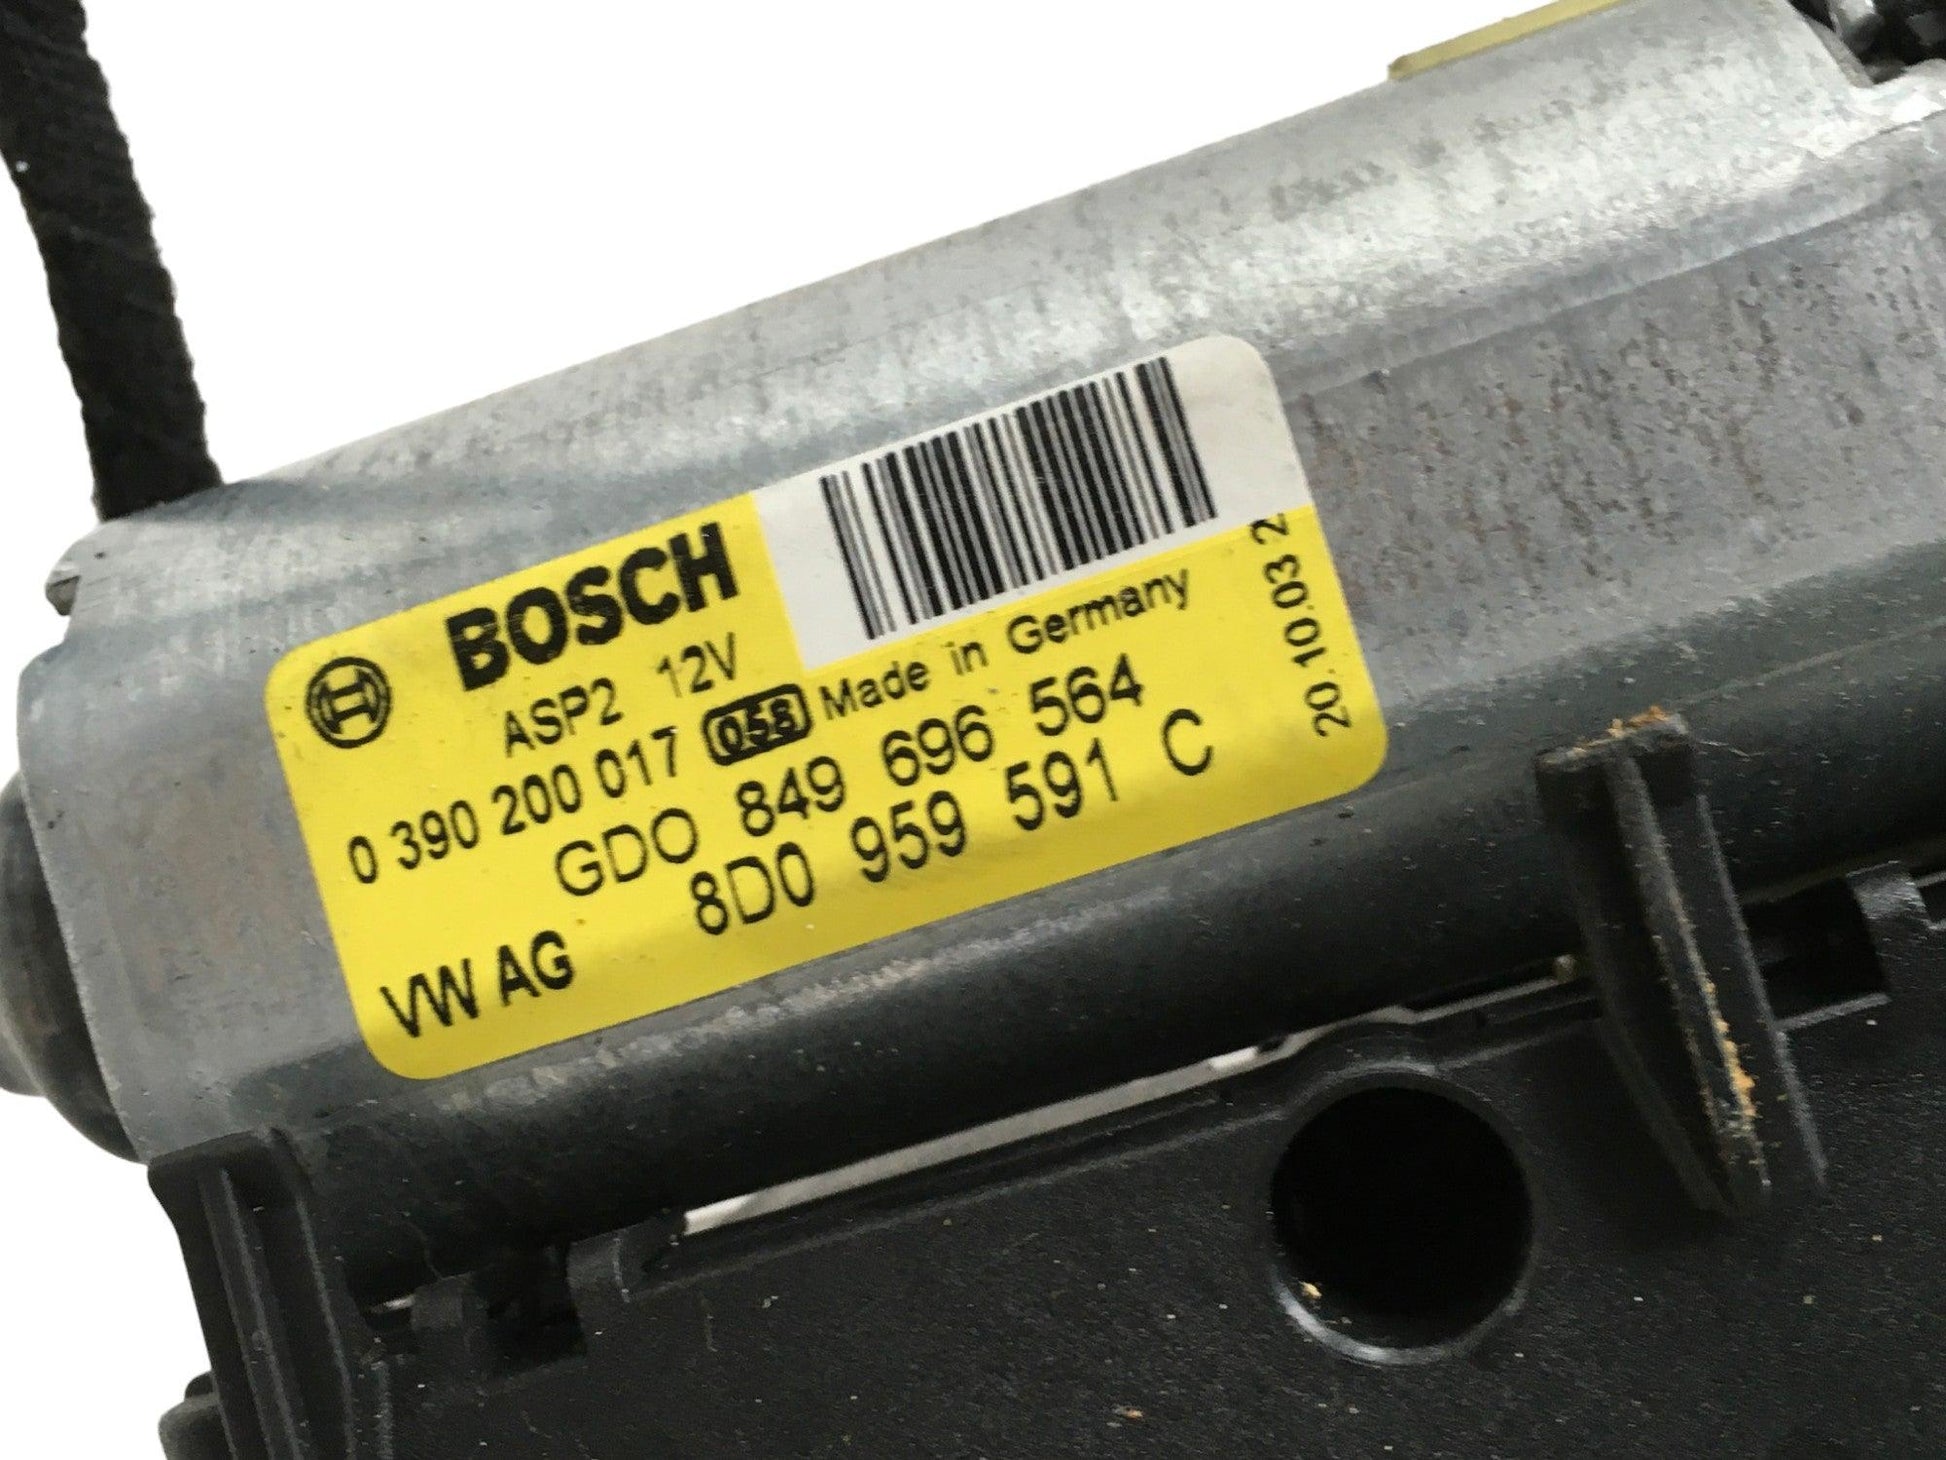 BOSCH
ASP2 12V
0 390 200 017 058 Made in Germany
GDO 849 696 564
VW AG 8D0 959 591 C
20.10.03 2